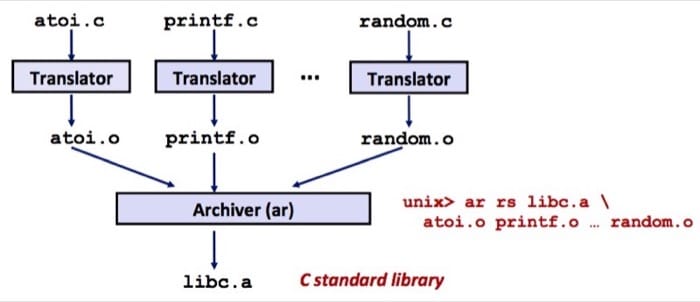 atoi.c printf.c random.c
Translator Translator ... Translator
atoi.o printf.o random.o
Archiver (ar)
unix> ar rs libc.a \
atoi.o printf.o … random.o
libc.a C standard library